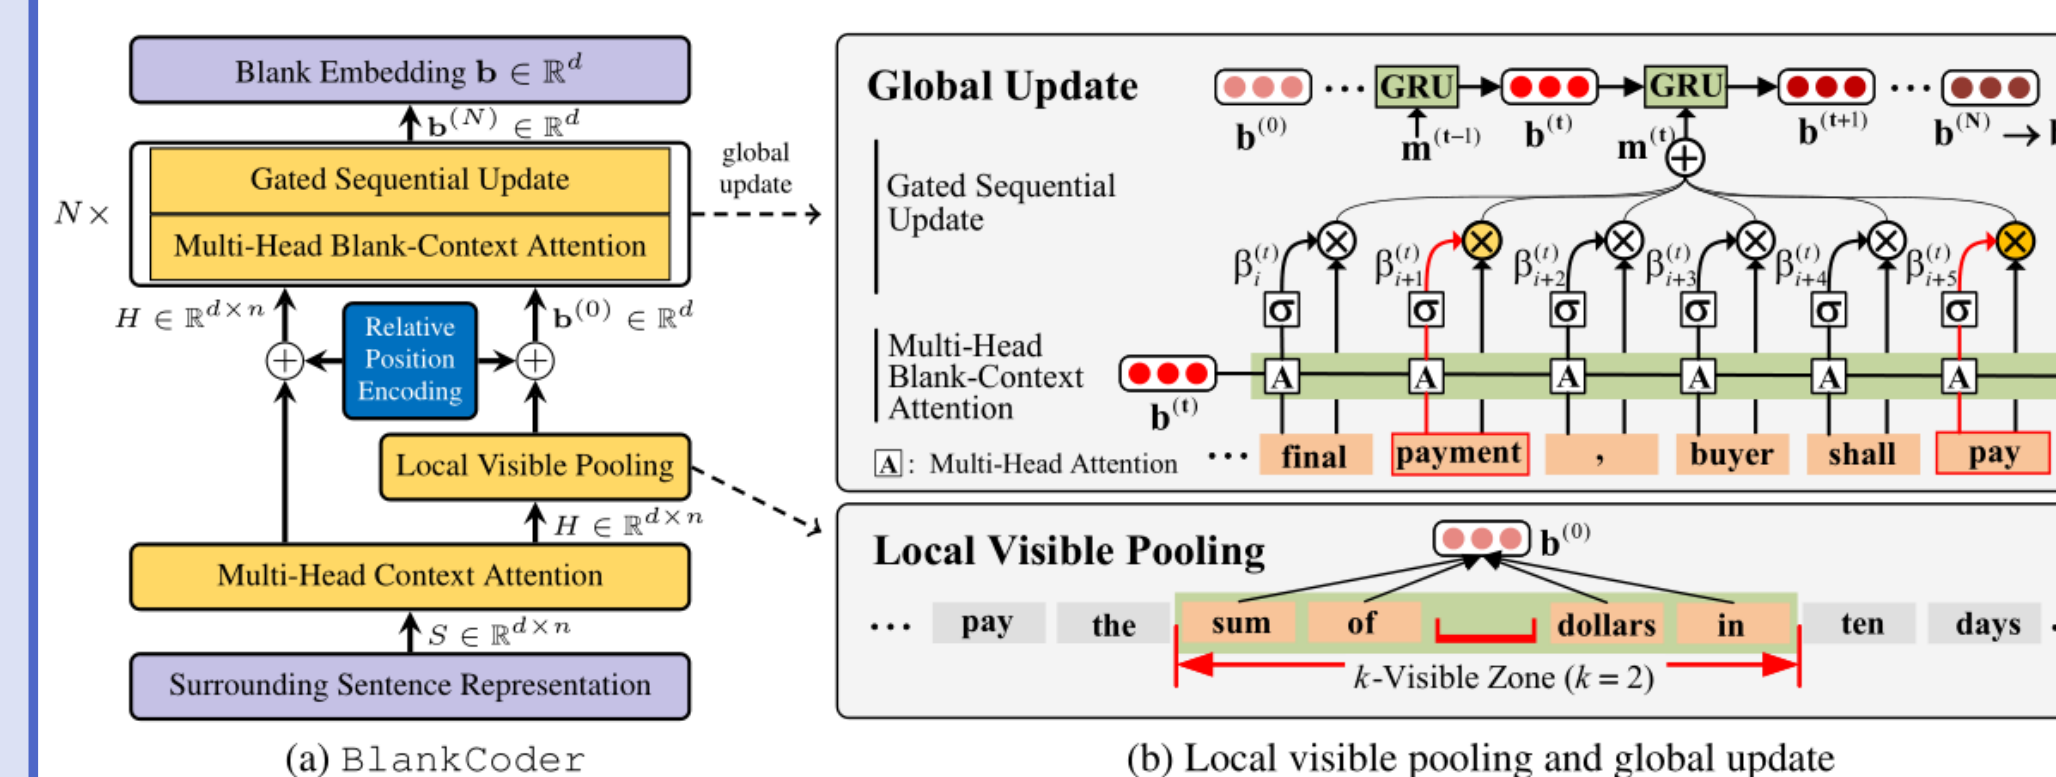 Blank Embedding b ∈ ℝ^d
b^(N) ∈ ℝ^d
Gated Sequential Update
N×
Multi-Head Blank-Context Attention
global
update
H ∈ ℝ^{d×n}
Relative
Position
Encoding
b^(0) ∈ ℝ^d
+
+
Local Visible Pooling
H ∈ ℝ^{d×n}
Multi-Head Context Attention
S ∈ ℝ^{d×n}
Surrounding Sentence Representation
(a) BlankCoder
Global Update
b^(0) ... GRU b^(t) GRU b^(t+1) ... b^(N) →
m^(t−1)
m^(t)
+
Gated Sequential
Update
β_i^(t) β_{i+1}^(t) β_{i+2}^(t) β_{i+3}^(t) β_{i+4}^(t) β_{i+5}^(t)
σ σ σ σ σ σ
Multi-Head
Blank-Context
Attention
b^(t)
A A A A A A
A : Multi-Head Attention
... final payment , buyer shall pay
Local Visible Pooling
b^(0)
... pay the sum of dollars in ten days
k-Visible Zone (k = 2)
(b) Local visible pooling and global update